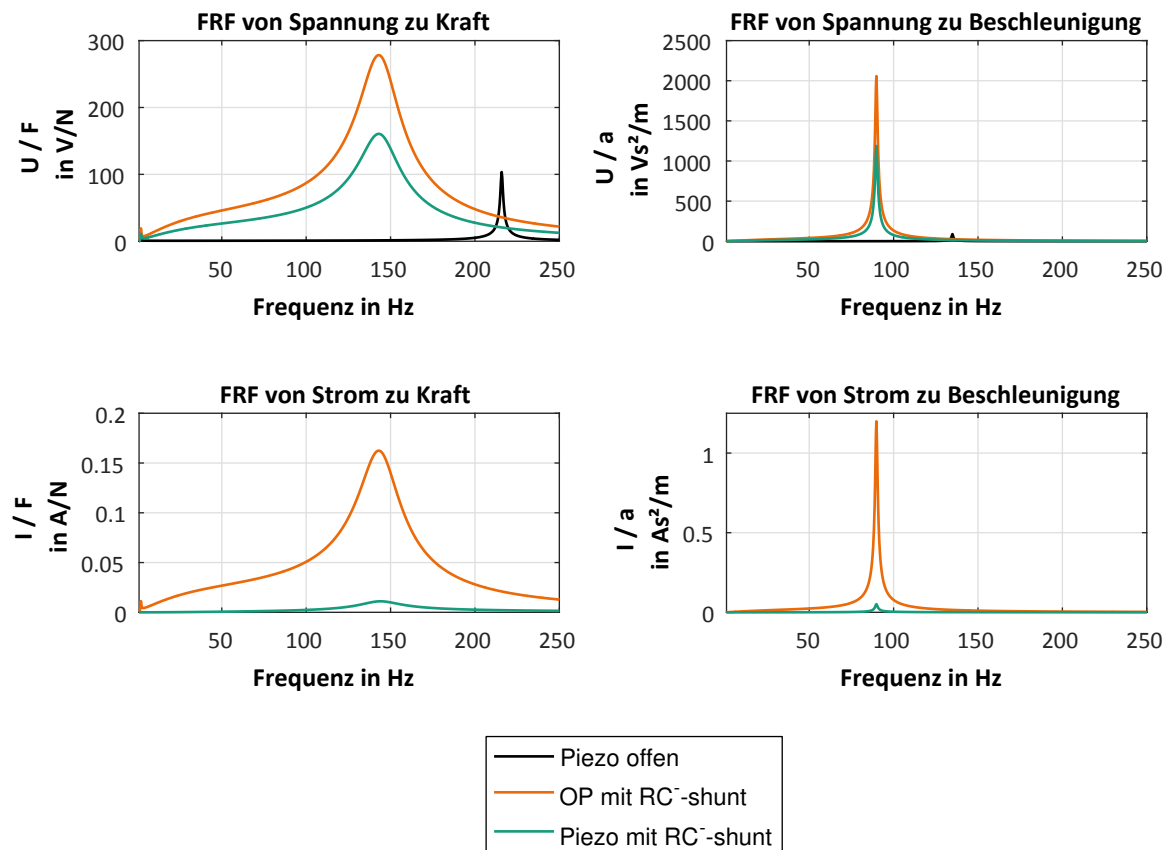 FRF von Spannung zu Kraft
300
200
100
0
U / F
in V/N
50 100 150 200 250
Frequenz in Hz
FRF von Spannung zu Beschleunigung
2500
2000
1500
1000
500
0
U / a
in Vs²/m
50 100 150 200 250
Frequenz in Hz
FRF von Strom zu Kraft
0.2
0.15
0.1
0.05
0
I / F
in A/N
50 100 150 200 250
Frequenz in Hz
FRF von Strom zu Beschleunigung
1
0.5
0
I / a
in As²/m
50 100 150 200 250
Frequenz in Hz
Piezo offen
OP mit RC⁻-shunt
Piezo mit RC⁻-shunt